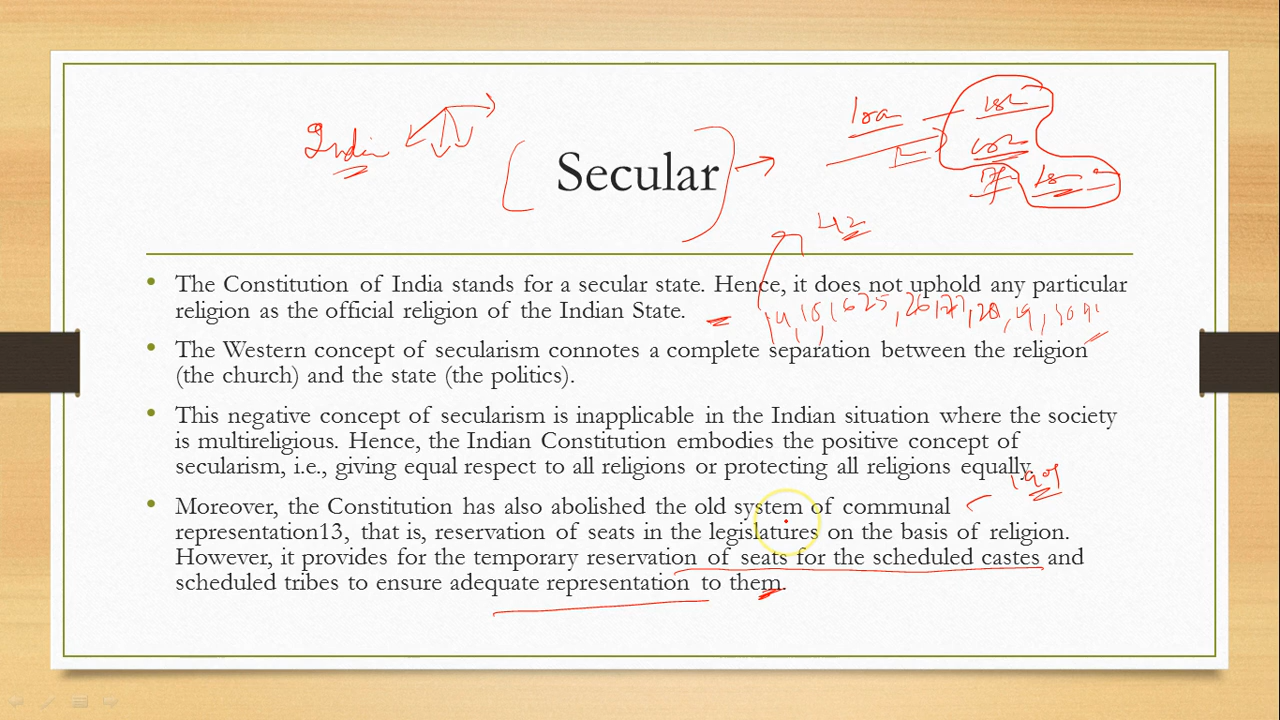 India
Secular
42
• The Constitution of India stands for a secular state. Hence, it does not uphold any particular
religion as the official religion of the Indian State.
• The Western concept of secularism connotes a complete separation between the religion
(the church) and the state (the politics).
• This negative concept of secularism is inapplicable in the Indian situation where the society
is multireligious. Hence, the Indian Constitution embodies the positive concept of
secularism, i.e., giving equal respect to all religions or protecting all religions equally.
1909
• Moreover, the Constitution has also abolished the old system of communal
representation13, that is, reservation of seats in the legislatures on the basis of religion.
However, it provides for the temporary reservation of seats for the scheduled castes and
scheduled tribes to ensure adequate representation to them.